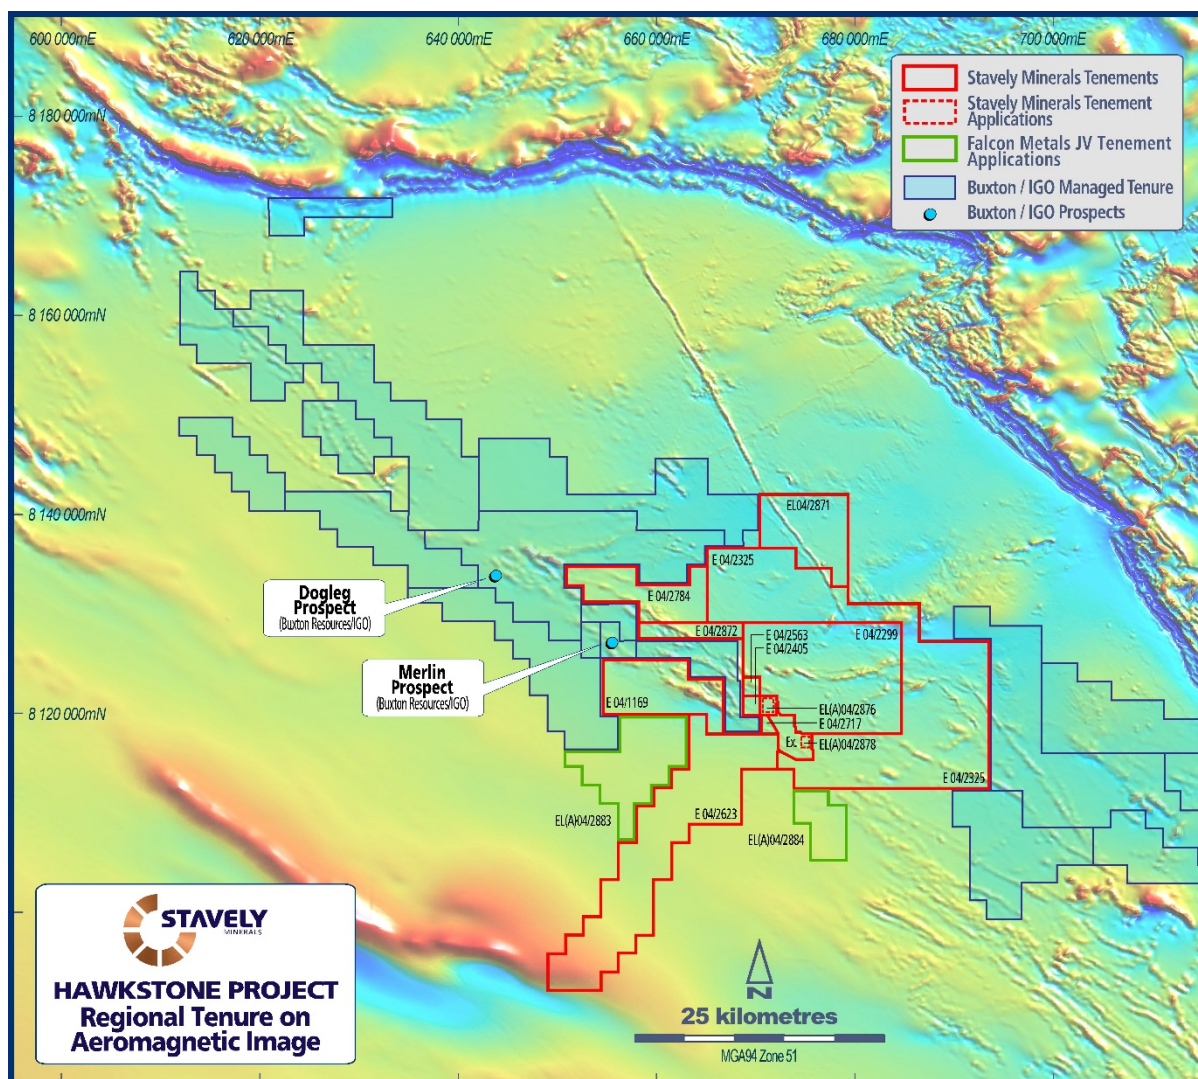 600 000mE
620 000mE
640 000mE
660 000mE
680 000mE
700 000mE
Stavely Minerals Tenements
Stavely Minerals Tenement
Applications
Falcon Metals JV Tenement
Applications
Buxton / IGO Managed Tenure
Buxton / IGO Prospects
8 180 000mN
8 160 000mN
8 140 000mN
8 120 000mN
EL04/2871
E 04/2325
E 04/2784
Dogleg
Prospect
(Buxton Resources/IGO)
E 04/2872
E 04/2563
E 04/2405
E 04/2299
Merlin
Prospect
(Buxton Resources/IGO)
E 04/1169
EL(A)04/2876
E 04/2717
Ex.
EL(A)04/2878
E 04/2325
E 04/2623
EL(A)04/2883
EL(A)04/2884
STAVELY
MINERALS
HAWKSTONE PROJECT
Regional Tenure on
Aeromagnetic Image
N
25 kilometres
MGA94 Zone 51